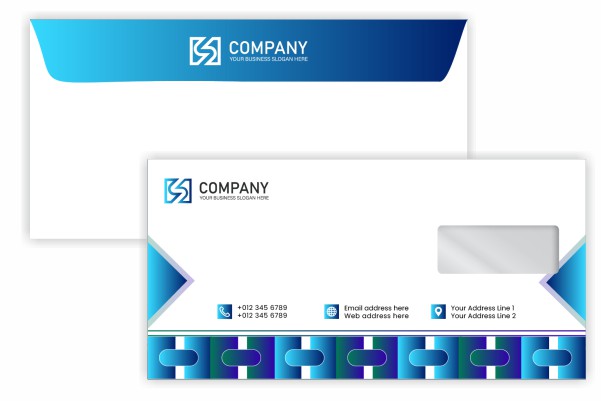 COMPANY
YOUR BUSINESS SLOGAN HERE
COMPANY
YOUR BUSINESS SLOGAN HERE
+012 345 6789
+012 345 6789
Email address here
Web address here
Your Address Line 1
Your Address Line 2